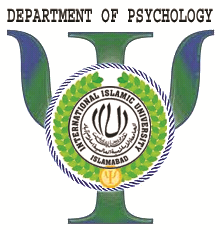 DEPARTMENT OF PSYCHOLOGY
INTERNATIONAL ISLAMIC UNIVERSITY
ISLAMABAD